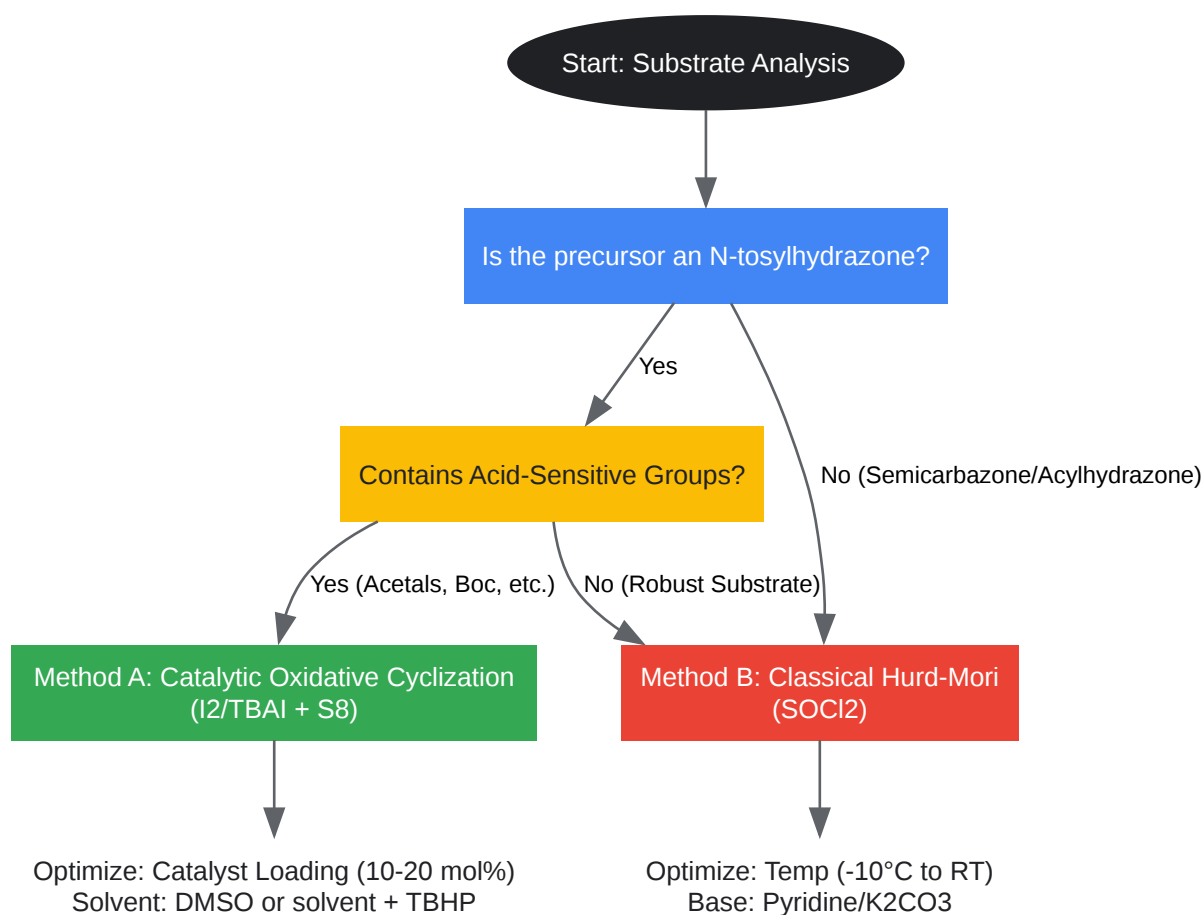 Start: Substrate Analysis
Is the precursor an N-tosylhydrazone?
Yes
Contains Acid-Sensitive Groups?
No (Semicarbazone/Acylhydrazone)
Yes (Acetals, Boc, etc.)
No (Robust Substrate)
Method A: Catalytic Oxidative Cyclization
(I2/TBAI + S8)
Method B: Classical Hurd-Mori
(SOCl2)
Optimize: Catalyst Loading (10-20 mol%)
Solvent: DMSO or solvent + TBHP
Optimize: Temp (-10°C to RT)
Base: Pyridine/K2CO3